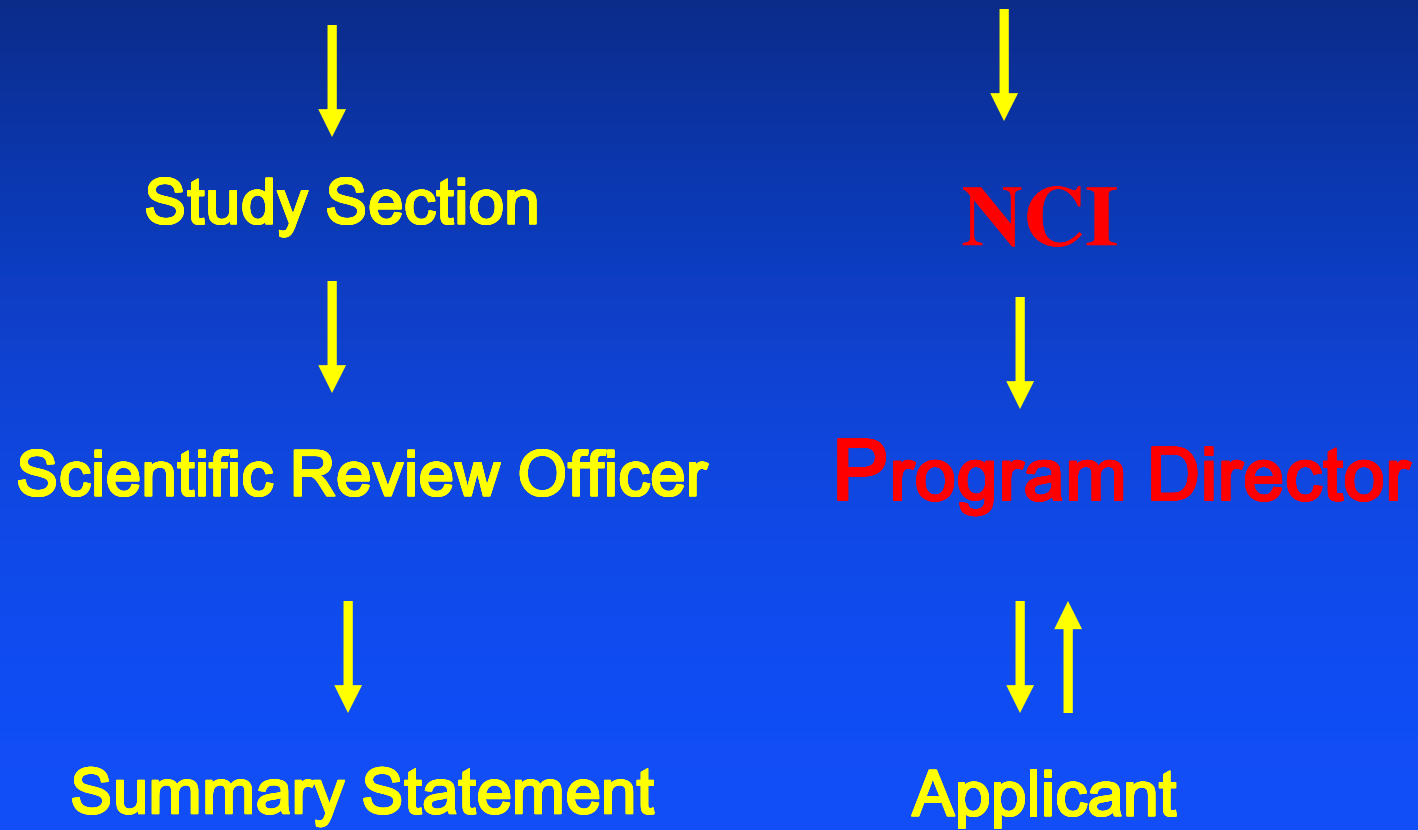 Study Section
NCI
Scientific Review Officer
Program Director
Summary Statement
Applicant